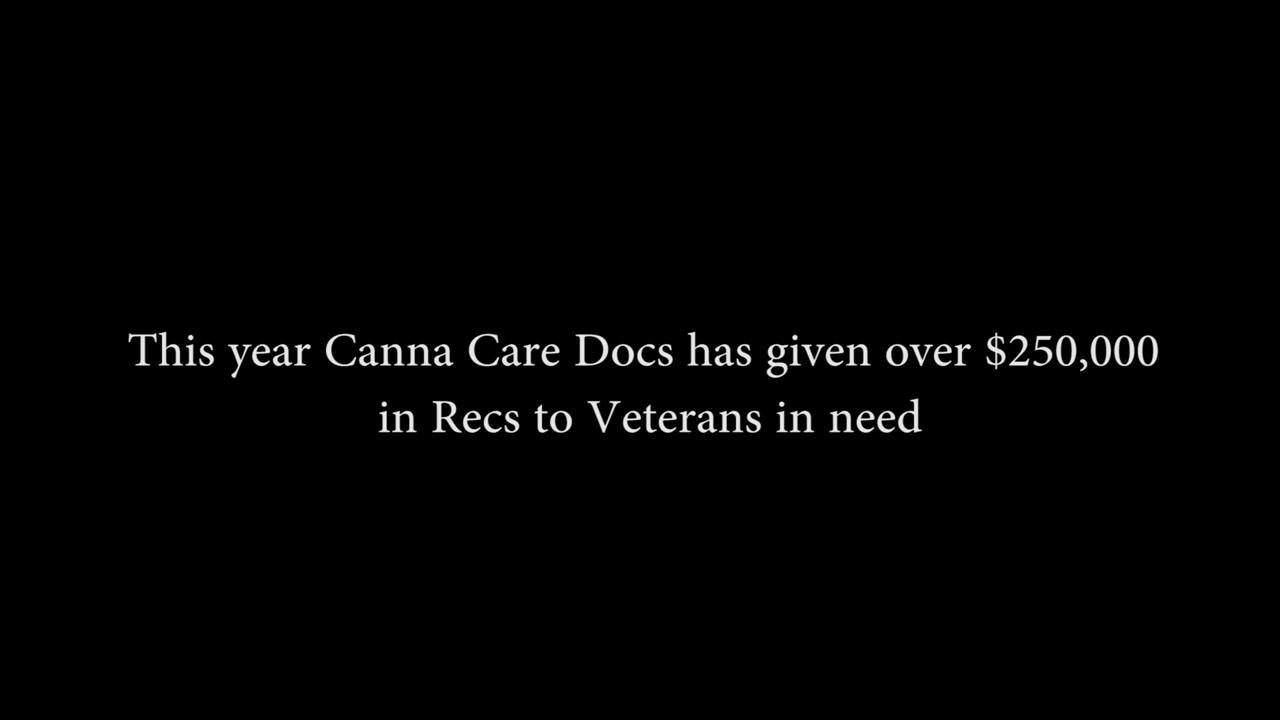 This year Canna Care Docs has given over $250,000
in Recs to Veterans in need